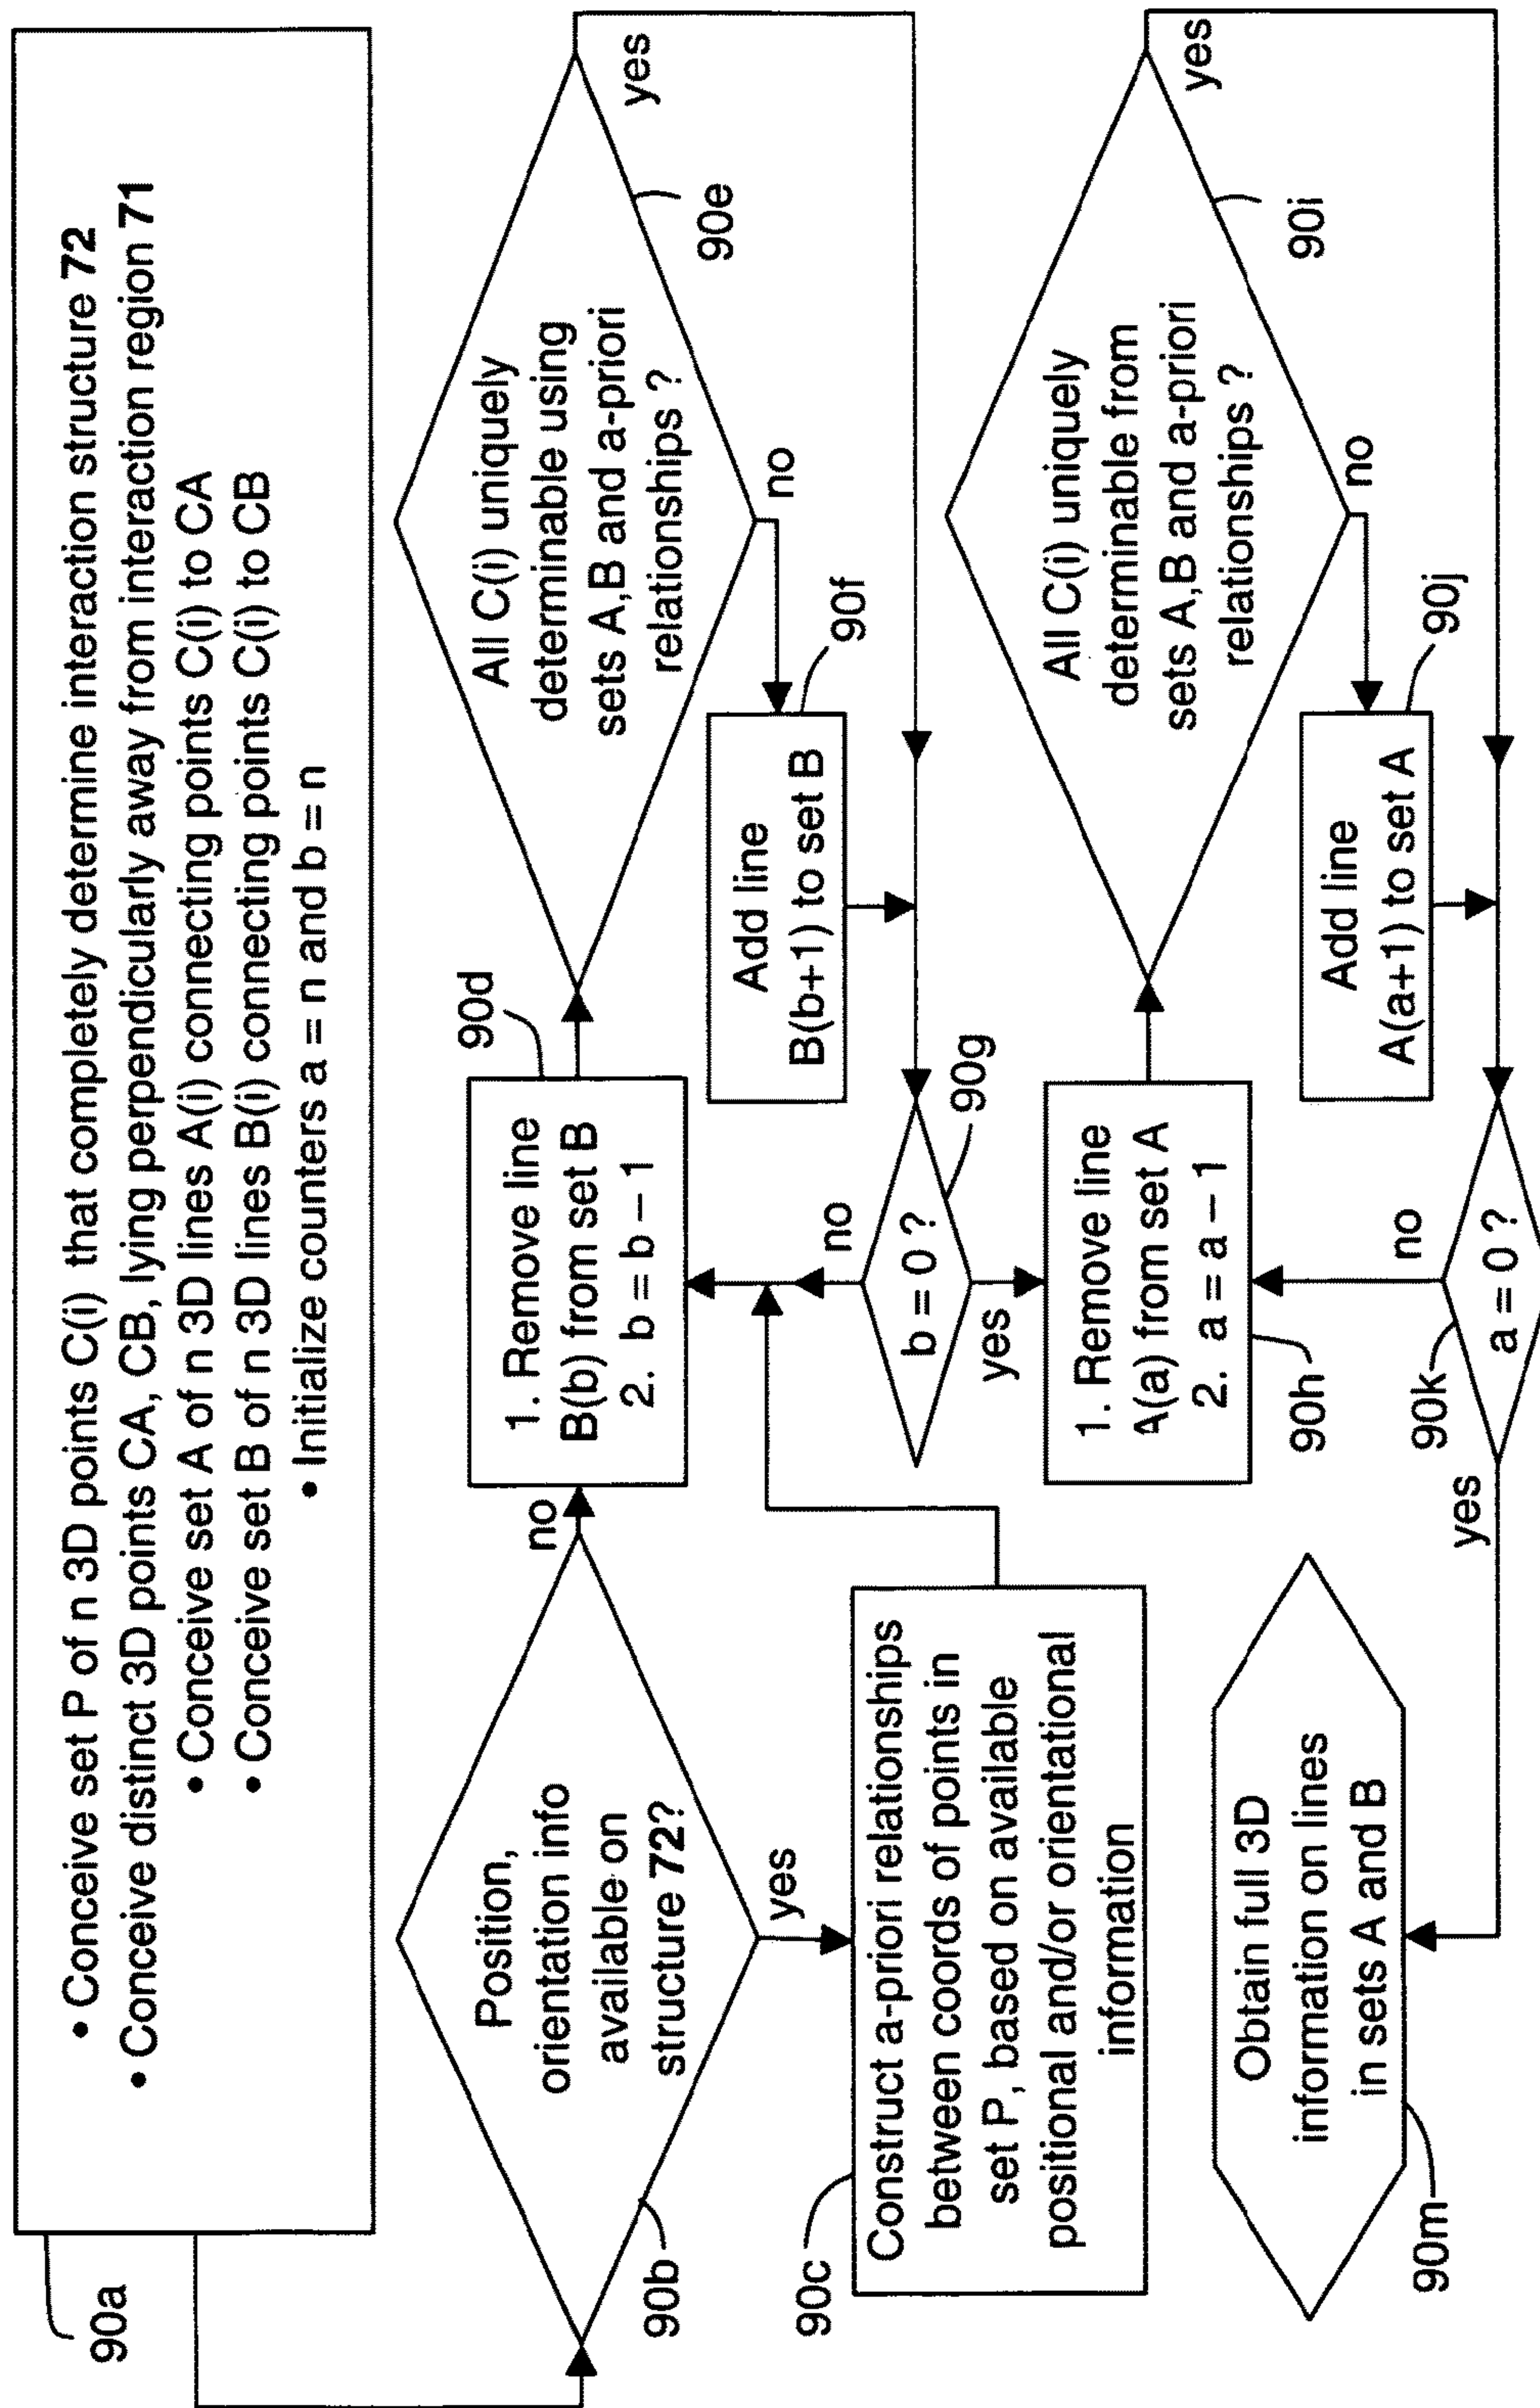 • Conceive set P of n 3D points C(i) that completely determine interaction structure 72
• Conceive distinct 3D points CA, CB, lying perpendicularly away from interaction region 71
• Conceive set A of n 3D lines A(i) connecting points C(i) to CA
• Conceive set B of n 3D lines B(i) connecting points C(i) to CB
• Initialize counters a = n and b = n
90a
Position,
orientation info
available on
structure 72?
90b
no
yes
Construct a-priori relationships
between coords of points in
set P, based on available
positional and/or orientational
information
90c
1. Remove line
B(b) from set B
2. b = b – 1
90d
All C(i) uniquely
determinable using
sets A,B and a-priori
relationships ?
90e
yes
no
Add line
B(b+1) to set B
90f
b = 0 ?
90g
no
yes
1. Remove line
A(a) from set A
2. a = a – 1
90h
All C(i) uniquely
determinable from
sets A,B and a-priori
relationships ?
90i
yes
no
Add line
A(a+1) to set A
90j
a = 0 ?
90k
no
yes
Obtain full 3D
information on lines
in sets A and B
90m